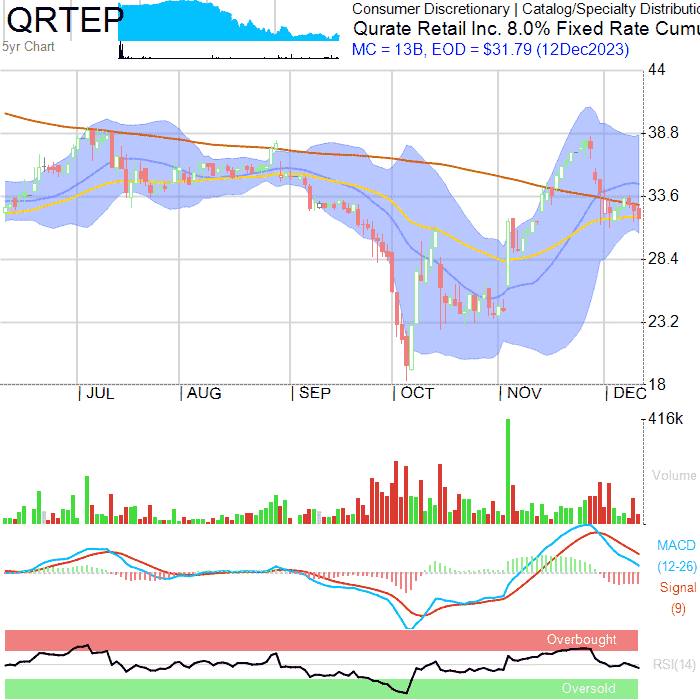 QRTEP
5yr Chart
Consumer Discretionary | Catalog/Specialty Distributio
Qurate Retail Inc. 8.0% Fixed Rate Cumu
MC = 13B, EOD = $31.79 (12Dec2023)
44
38.8
33.6
28.4
23.2
18
| JUL | AUG | SEP | OCT | NOV | DEC
416k
Volume
MACD
(12-26)
Signal
(9)
Overbought
RSI(14)
Oversold